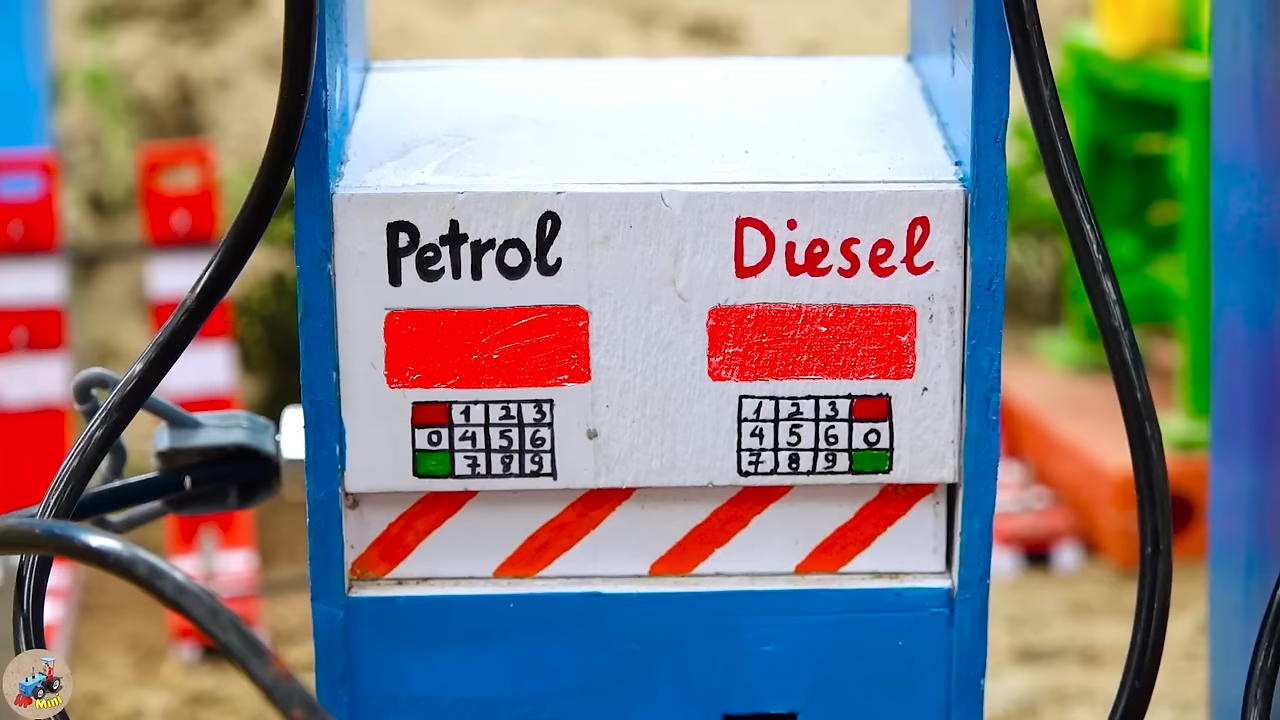 Petrol Diesel
1 2 3 1 2 3
0 4 5 6 4 5 6 0
7 8 9 7 8 9
Mini